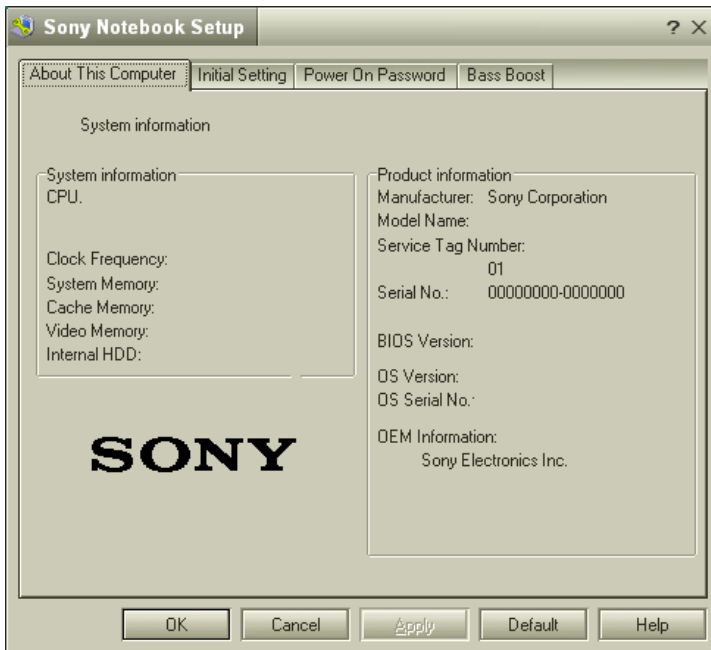 Sony Notebook Setup
? ×
About This Computer Initial Setting Power On Password Bass Boost
System information
System information
CPU.
Clock Frequency:
System Memory:
Cache Memory:
Video Memory:
Internal HDD:
SONY
Product information
Manufacturer: Sony Corporation
Model Name:
Service Tag Number:
01
Serial No.: 00000000-0000000
BIOS Version:
OS Version:
OS Serial No.:
OEM Information:
Sony Electronics Inc.
OK Cancel Apply Default Help